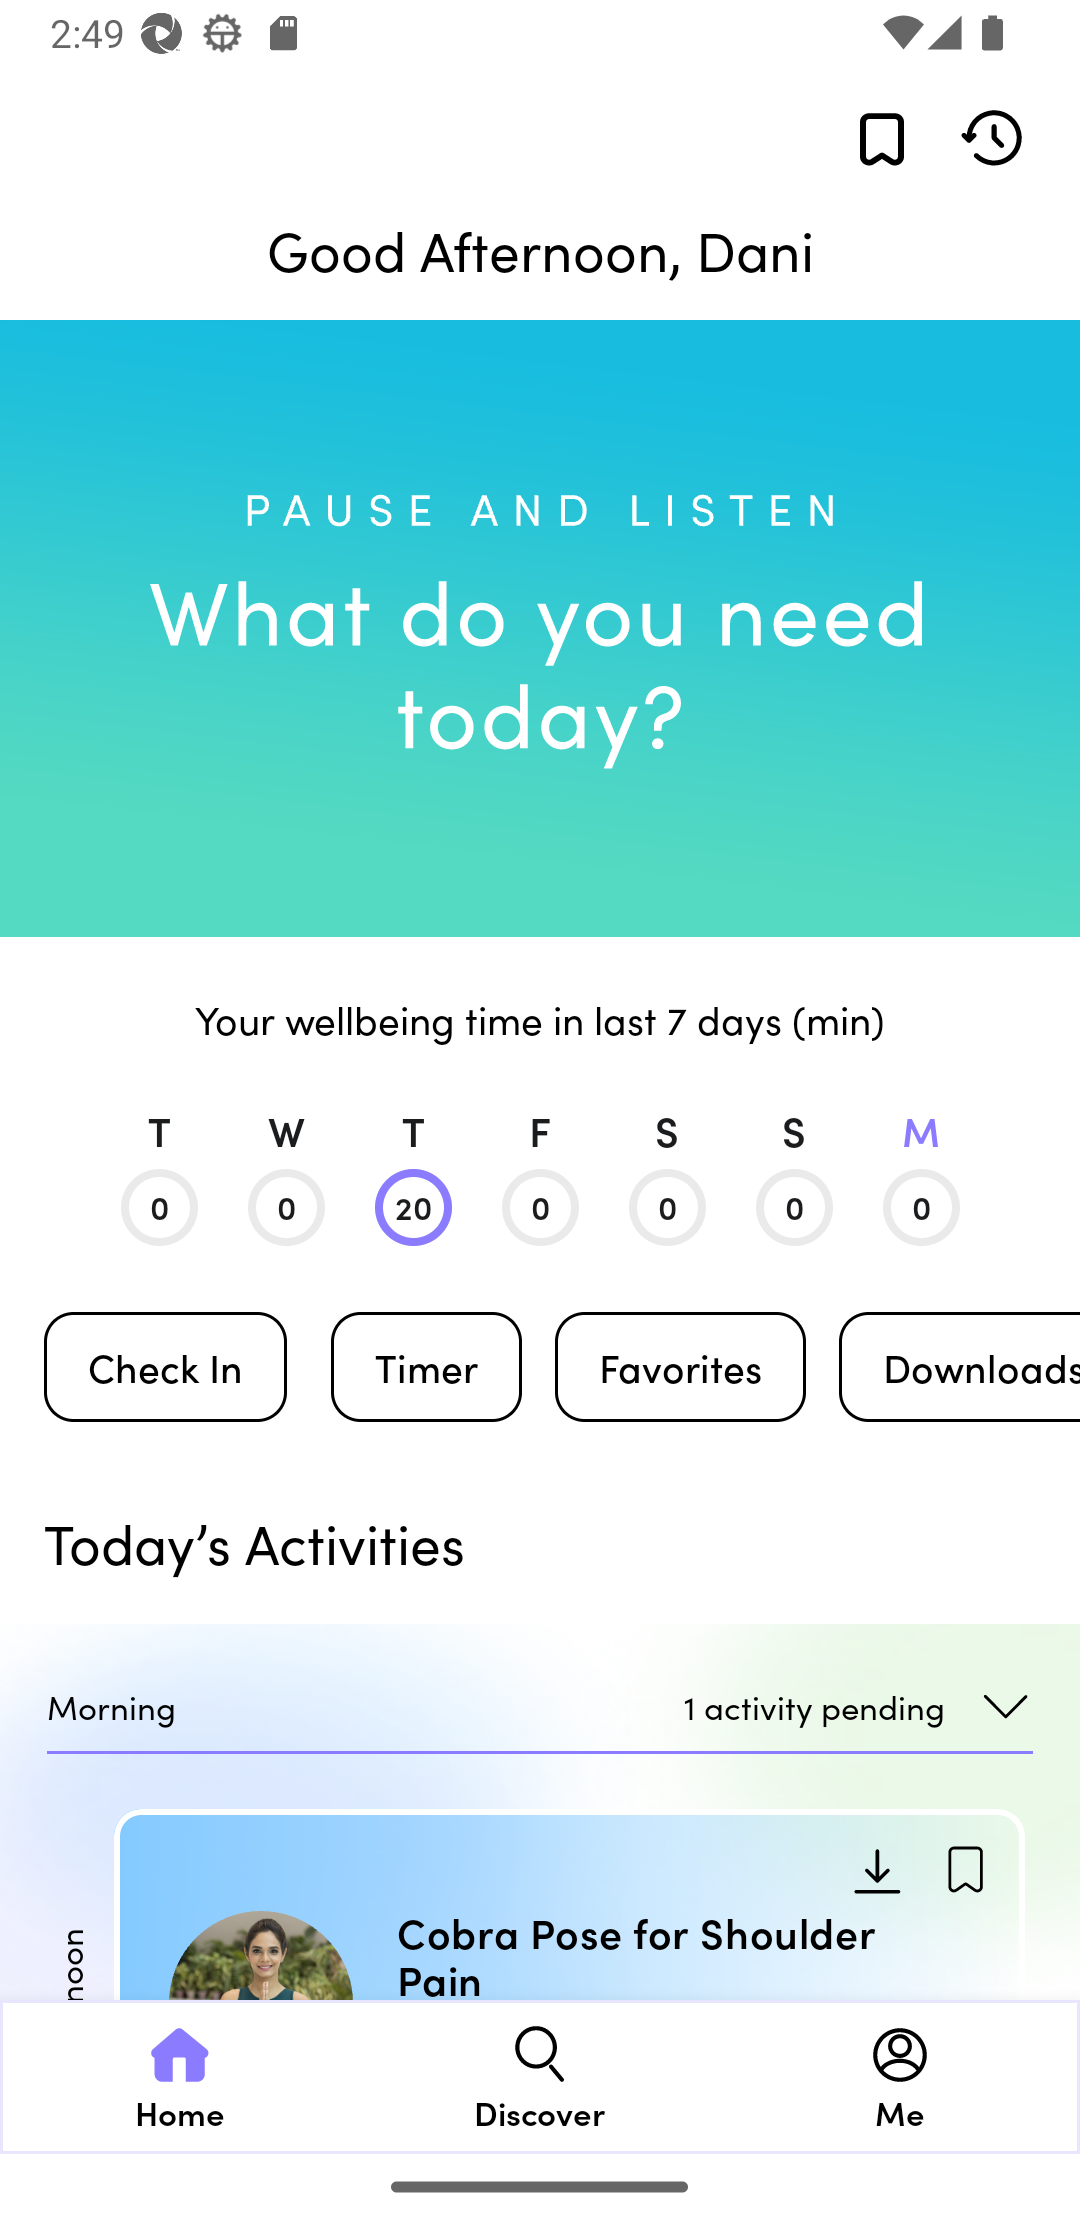 2:49
Good Afternoon, Dani
PAUSE AND LISTEN
What do you need
today?
Your wellbeing time in last 7 days (min)
T W T F S S M
0 0 20 0 0 0 0
Check In Timer Favorites Downloads
Today’s Activities
Morning 1 activity pending
Cobra Pose for Shoulder
Pain
noon
Home Discover Me